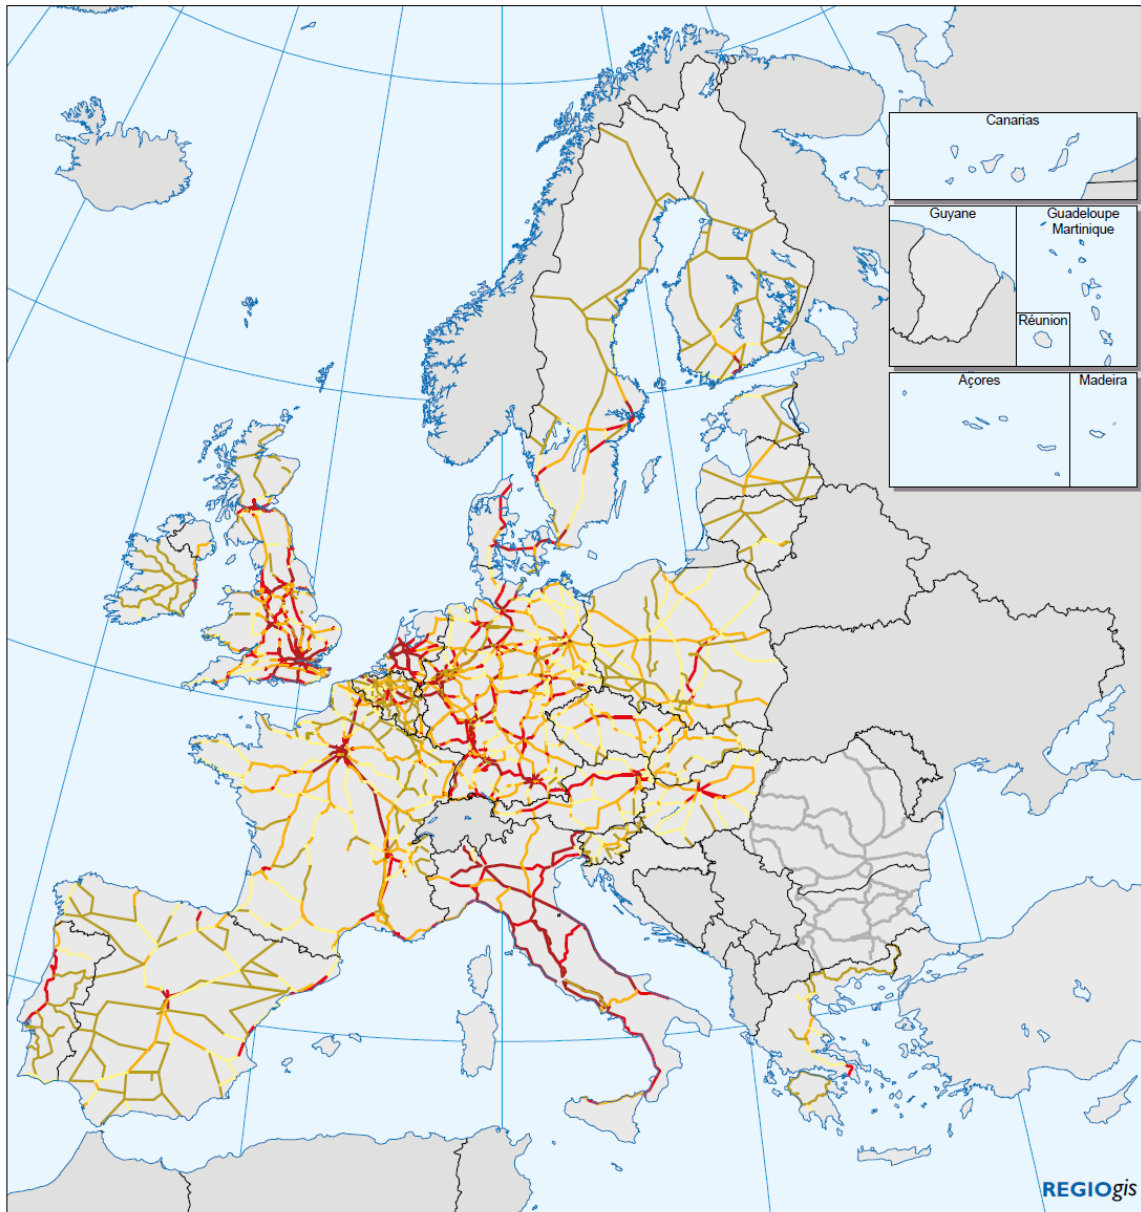 Canarias
Guyane
Guadeloupe
Martinique
Réunion
Açores
Madeira
REGIOgis